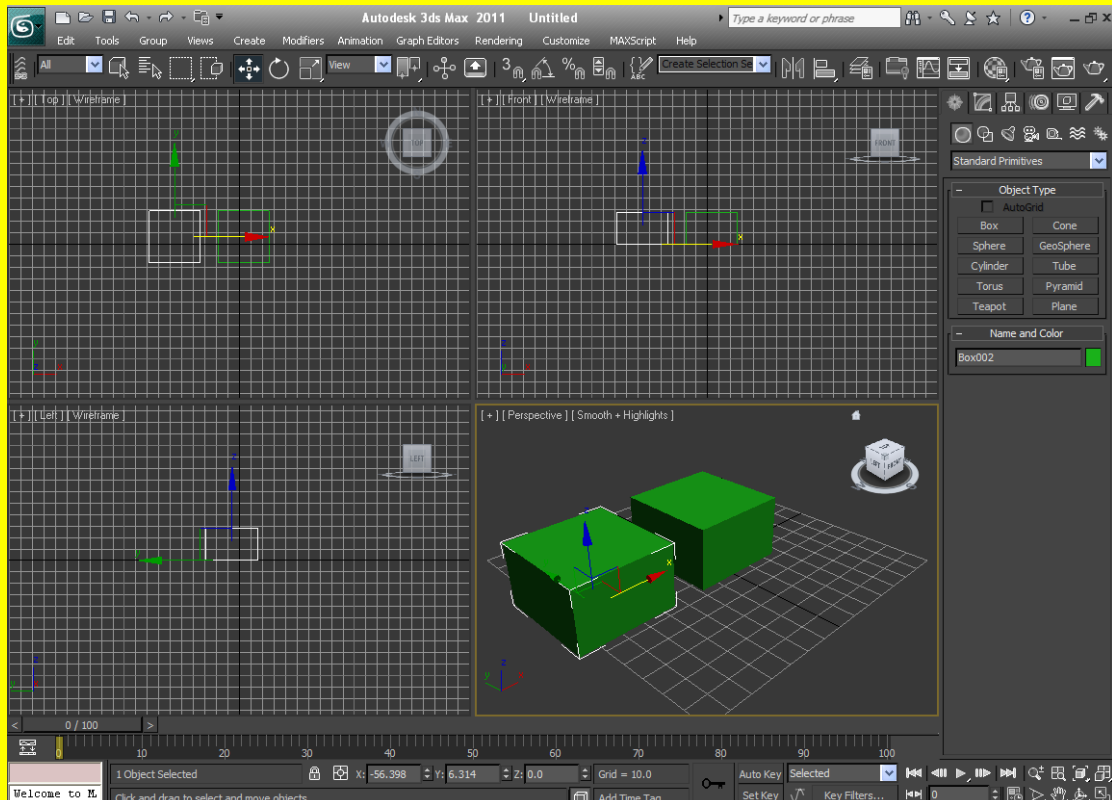 Autodesk 3ds Max 2011 Untitled
Type a keyword or phrase
Edit Tools Group Views Create Modifiers Animation Graph Editors Rendering Customize MAXScript Help
All
View
3
%
ABC
Create Selection Se
[ + ] [ Top ] [ Wireframe ]
[ + ] [ Front ] [ Wireframe ]
TOP
FRONT
y
x
z
x
Standard Primitives
Object Type
AutoGrid
Box Cone
Sphere GeoSphere
Cylinder Tube
Torus Pyramid
Teapot Plane
Name and Color
Box002
[ + ] [ Left ] [ Wireframe ]
[ + ] [ Perspective ] [ Smooth + Highlights ]
LEFT
LEFT FRONT
z
y
x
z
y x
< 0 / 100 >
0 10 20 30 40 50 60 70 80 90 100
1 Object Selected X: -56.398 Y: 6.314 Z: 0.0 Grid = 10.0 Auto Key Selected
Welcome to M Click and drag to select and move objects Add Time Tag Set Key Key Filters... 0